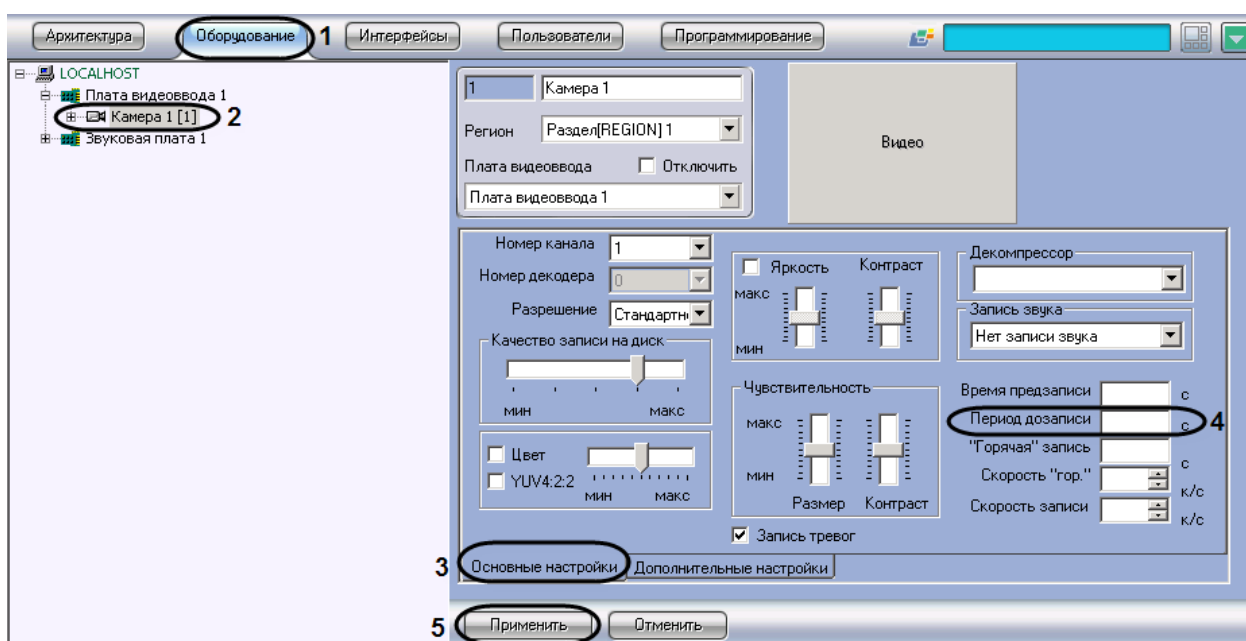 Архитектура Оборудование 1 Интерфейсы Пользователи Программирование
LOCALHOST
Плата видеоввода 1
Камера 1 [1] 2
Звуковая плата 1
1 Камера 1
Регион Раздел[REGION] 1
Плата видеоввода Отключить
Плата видеоввода 1
Видео
Номер канала 1
Номер декодера 0
Разрешение Стандартн
Качество записи на диск
мин макс
Цвет
YUV4:2:2
мин макс
Яркость Контраст
макс
мин
Чувствительность
макс
мин
Размер Контраст
Запись тревог
Декомпрессор
Запись звука
Нет записи звука
Время предзаписи с
Период дозаписи с 4
"Горячая" запись с
Скорость "гор." к/с
Скорость записи к/с
3 Основные настройки Дополнительные настройки
5 Применить Отменить